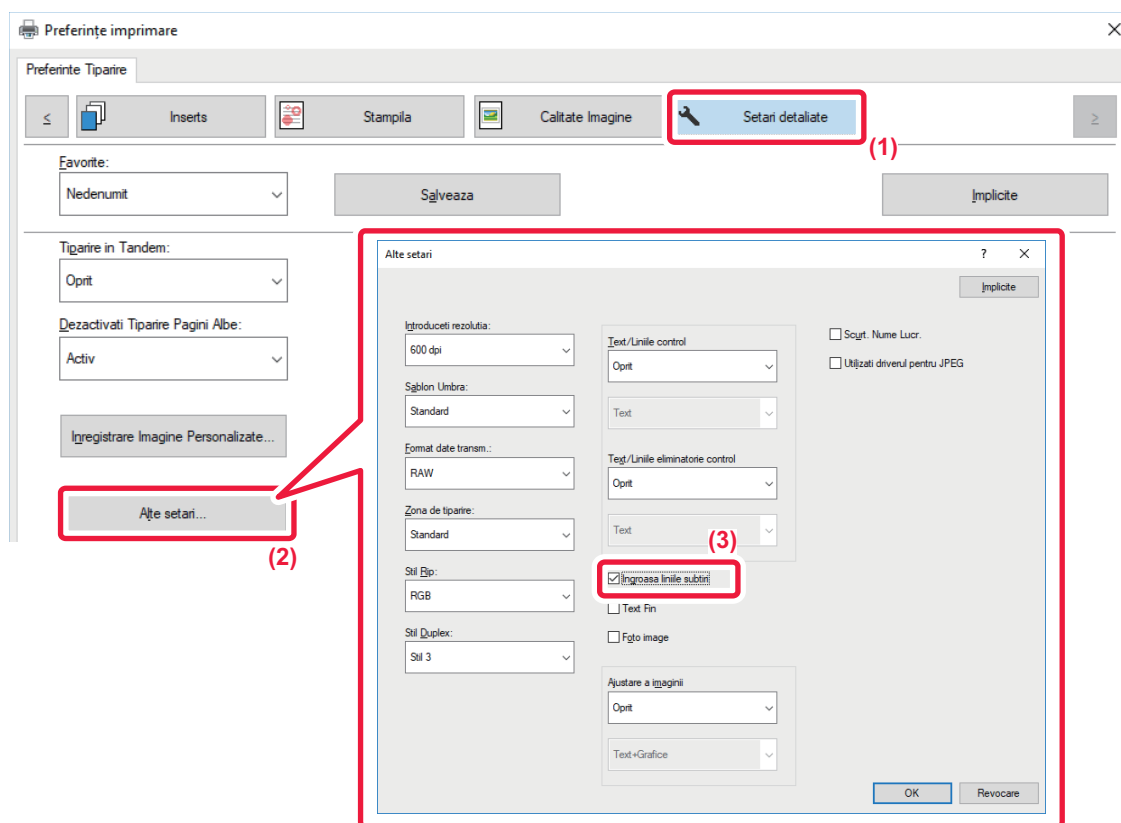 Preferințe imprimare
Preferinte Tiparire
<
Inserts
Stampila
Calitate Imagine
Setari detaliate
>
(1)
Favorite:
Nedenumit
Salveaza
Implicite
Tiparire in Tandem:
Oprit
Dezactivati Tiparire Pagini Albe:
Activ
Inregistrare Imagine Personalizate...
Alte setari...
(2)
Alte setari
?
Implicite
Introduceti rezolutia:
600 dpi
Sablon Umbra:
Standard
Format date transm.:
RAW
Zona de tiparire:
Standard
Stil Rip:
RGB
Stil Duplex:
Stil 3
Text/Liniile control
Oprit
Text
Text/Liniile eliminatorie control
Oprit
Text
(3)
Ingroasa liniile subtiri
Text Fin
Foto image
Ajustare a imaginii
Oprit
Text+Grafice
Scurt. Nume Lucr.
Utilizati driverul pentru JPEG
OK
Revocare